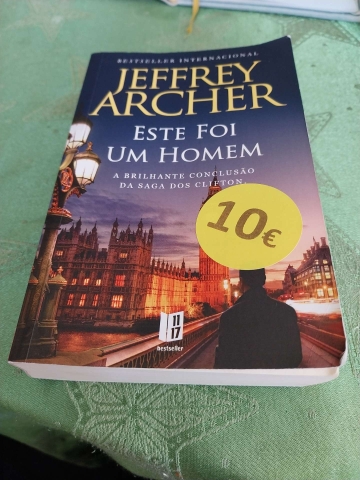 BESTSELLER INTERNACIONAL
JEFFREY
ARCHER
ESTE FOI
UM HOMEM
A BRILHANTE CONCLUSÃO
DA SAGA DOS CLIFTON.
10€
11
17
bestseller